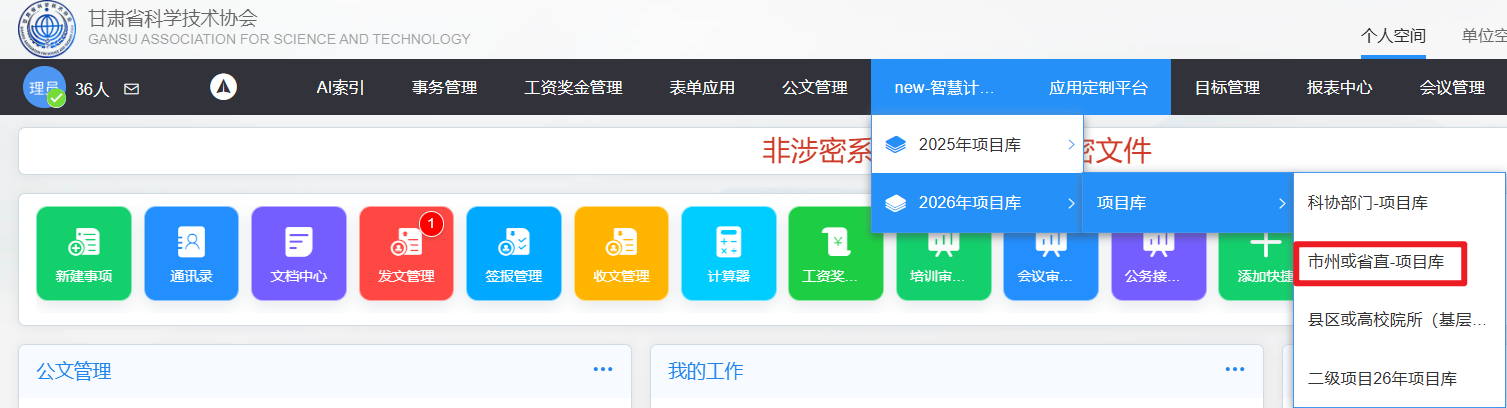 甘肃省科学技术协会
GANSU ASSOCIATION FOR SCIENCE AND TECHNOLOGY
个人空间 单位空
理员 36人 AI索引 事务管理 工资奖金管理 表单应用 公文管理 new-智慧计... 应用定制平台 目标管理 报表中心 会议管理
2025年项目库
非涉密系 密文件
2026年项目库 项目库 科协部门-项目库
1
新建事项 通讯录 文档中心 发文管理 签报管理 收文管理 计算器 工资奖... 培训审... 会议审... 公务接... 添加快捷
市州或省直-项目库
县区或高校院所（基层...
公文管理 ... 我的工作 ...
二级项目26年项目库